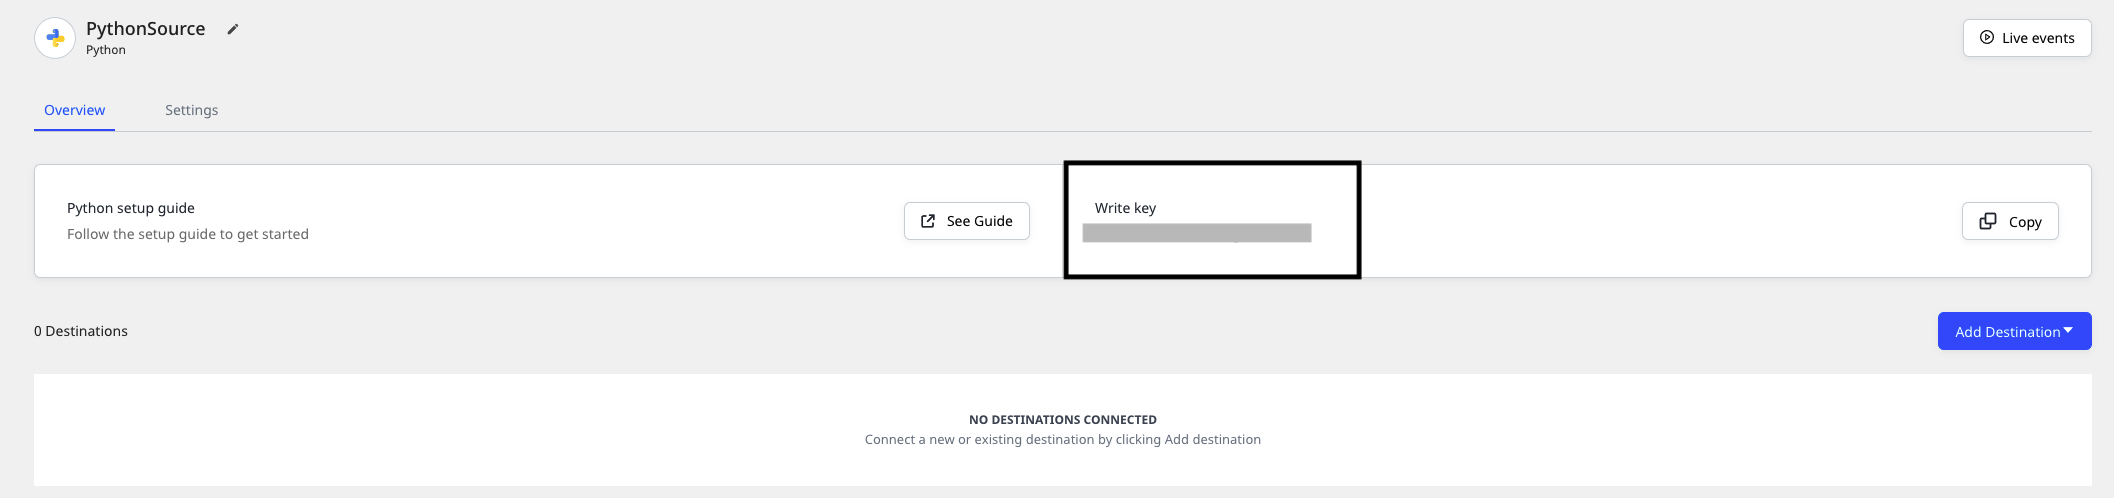 PythonSource
Python
Live events
Overview
Settings
Python setup guide
Follow the setup guide to get started
See Guide
Write key
Copy
0 Destinations
Add Destination
NO DESTINATIONS CONNECTED
Connect a new or existing destination by clicking Add destination